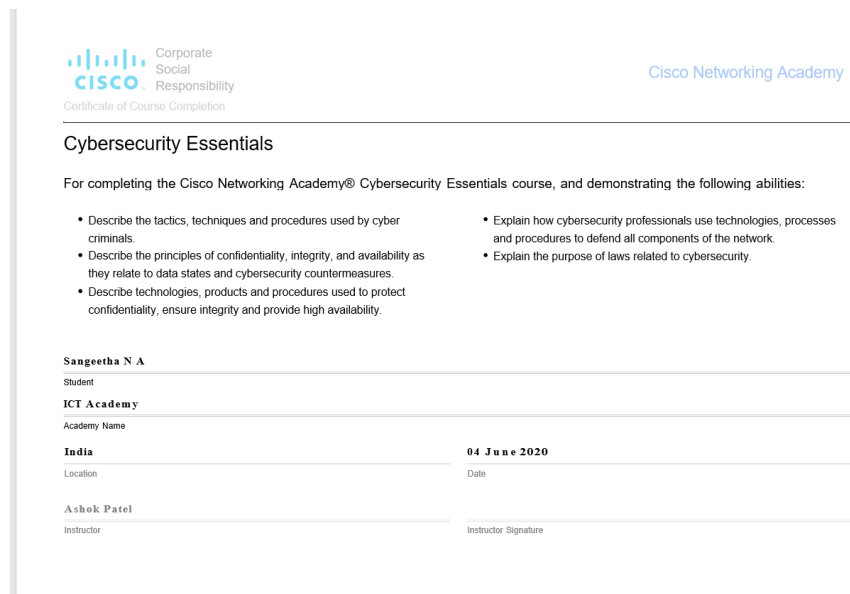 Corporate
Social
CISCO. Responsibility
Cisco Networking Academy
Certificate of Course Completion
Cybersecurity Essentials
For completing the Cisco Networking Academy® Cybersecurity Essentials course, and demonstrating the following abilities:
• Describe the tactics, techniques and procedures used by cyber
criminals.
• Describe the principles of confidentiality, integrity, and availability as
they relate to data states and cybersecurity countermeasures.
• Describe technologies, products and procedures used to protect
confidentiality, ensure integrity and provide high availability.
• Explain how cybersecurity professionals use technologies, processes
and procedures to defend all components of the network.
• Explain the purpose of laws related to cybersecurity.
Sangeetha N A
Student
ICT Academy
Academy Name
India
Location
04 June 2020
Date
Ashok Patel
Instructor
Instructor Signature